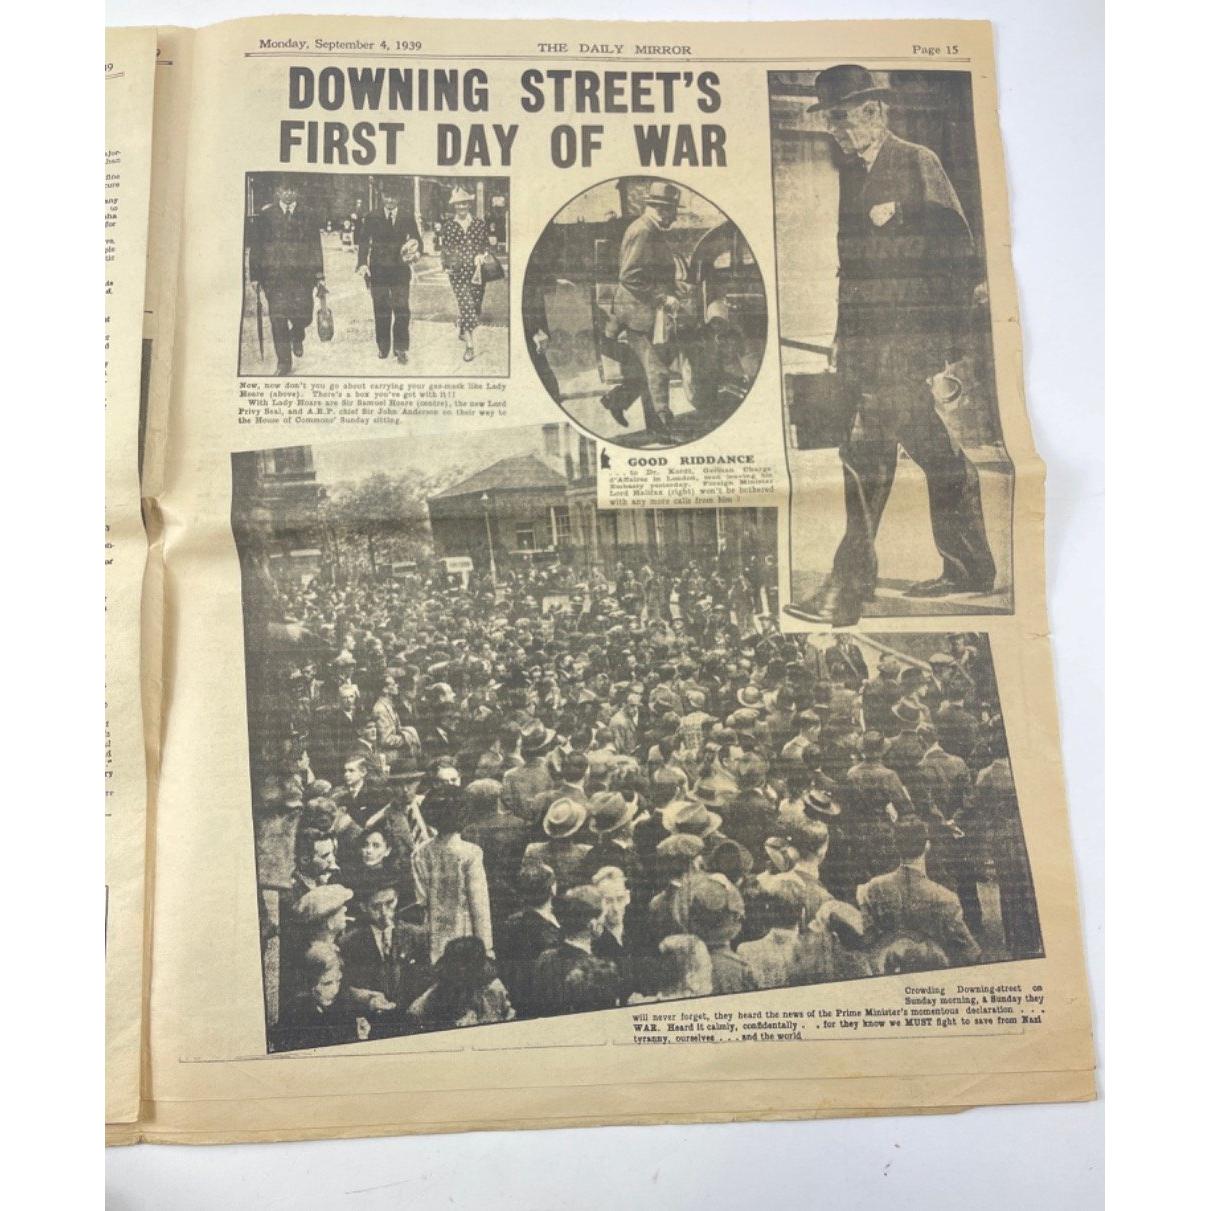 Monday, September 4, 1939
THE DAILY MIRROR
Page 15
DOWNING STREET'S
FIRST DAY OF WAR
Now, now don't you go about carrying your gas-mask like Lady
Hoare (above). There's a box you've got with it!!
With Lady Hoare are Sir Samuel Hoare (centre), the new Lord
Privy Seal, and A.R.P. chief Sir John Anderson on their way to
the House of Commons' Sunday sitting.
GOOD RIDDANCE
. . . to Dr. Kordt, German Charge
d'Affaires in London, seen leaving his
Embassy yesterday. Foreign Minister
Lord Halifax (right) won't be bothered
with any more calls from him !
Crowding Downing-street on
Sunday morning, a Sunday they
will never forget, they heard the news of the Prime Minister's momentous declaration . . .
WAR. Heard it calmly, confidentally . . for they know we MUST fight to save from Nazi
tyranny, ourselves . . . and the world